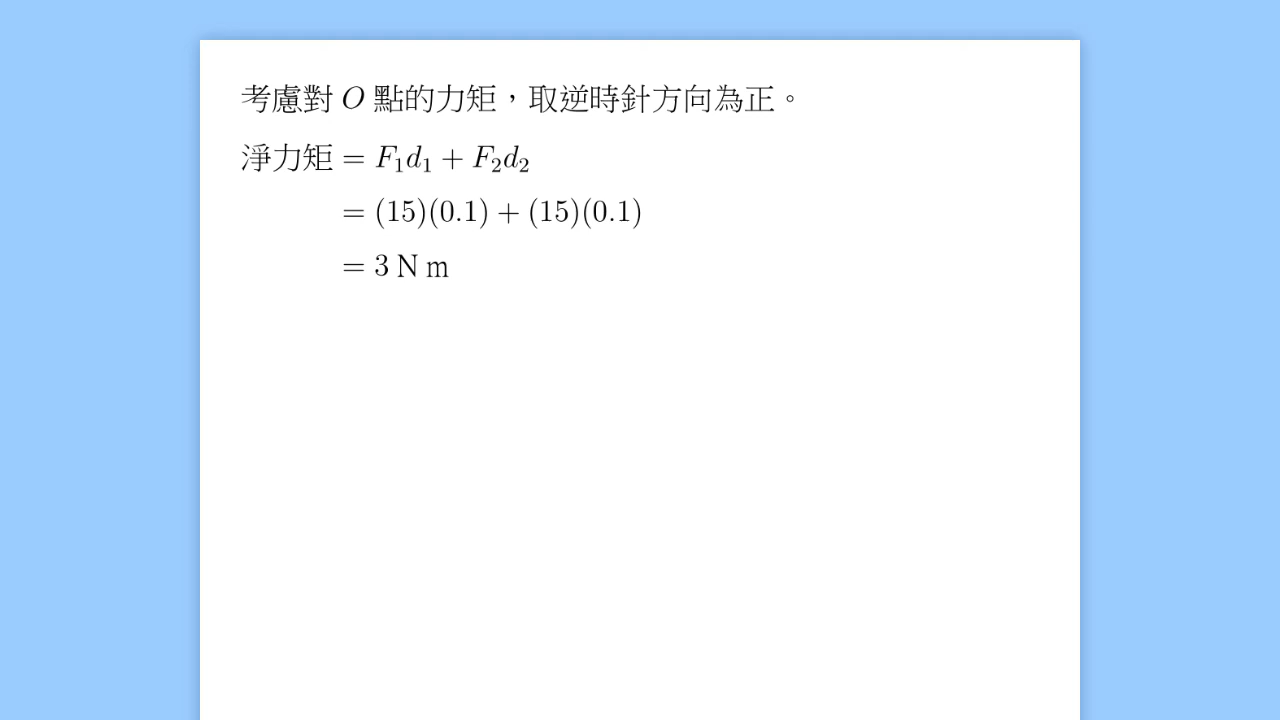 考慮對 O 點的力矩，取逆時針方向為正。
淨力矩 = F₁d₁ + F₂d₂
= (15)(0.1) + (15)(0.1)
= 3 N m